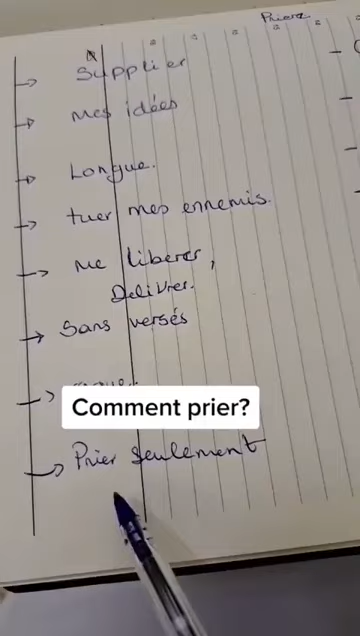 Prière
Supplier
mes idées
Longue.
tuer mes ennemis.
me libérer,
Délivrer.
Sans versés
Comment prier?
Prier seulement